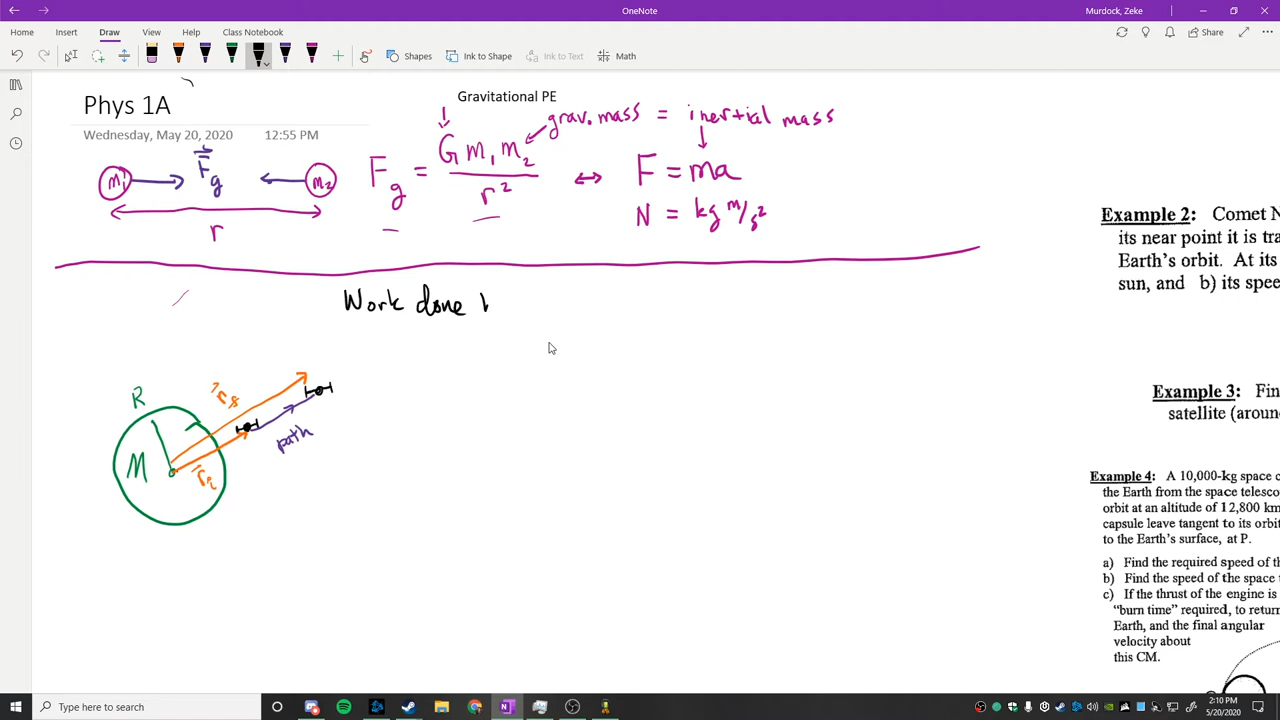 OneNote
Murdock, Zeke
Home Insert Draw View Help Class Notebook
Share
Shapes Ink to Shape Ink to Text Math
Phys 1A
Gravitational PE
Wednesday, May 20, 2020 12:55 PM
grav. mass = inertial mass
m1 Fg m2
Fg = G m1 m2 / r² ↔ F = ma
N = kg m/s²
r
Example 2: Comet N
its near point it is tra
Earth's orbit. At its
sun, and b) its spee
Work done
R
rf
path
M
ri
Example 3: Fin
satellite (aroun
Example 4: A 10,000-kg space c
the Earth from the space telesco
orbit at an altitude of 12,800 km
capsule leave tangent to its orbit
to the Earth's surface, at P.
a) Find the required speed of th
b) Find the speed of the space
c) If the thrust of the engine is
"burn time" required, to return
Earth, and the final angular
velocity about
this CM.
Type here to search
2:10 PM
5/20/2020